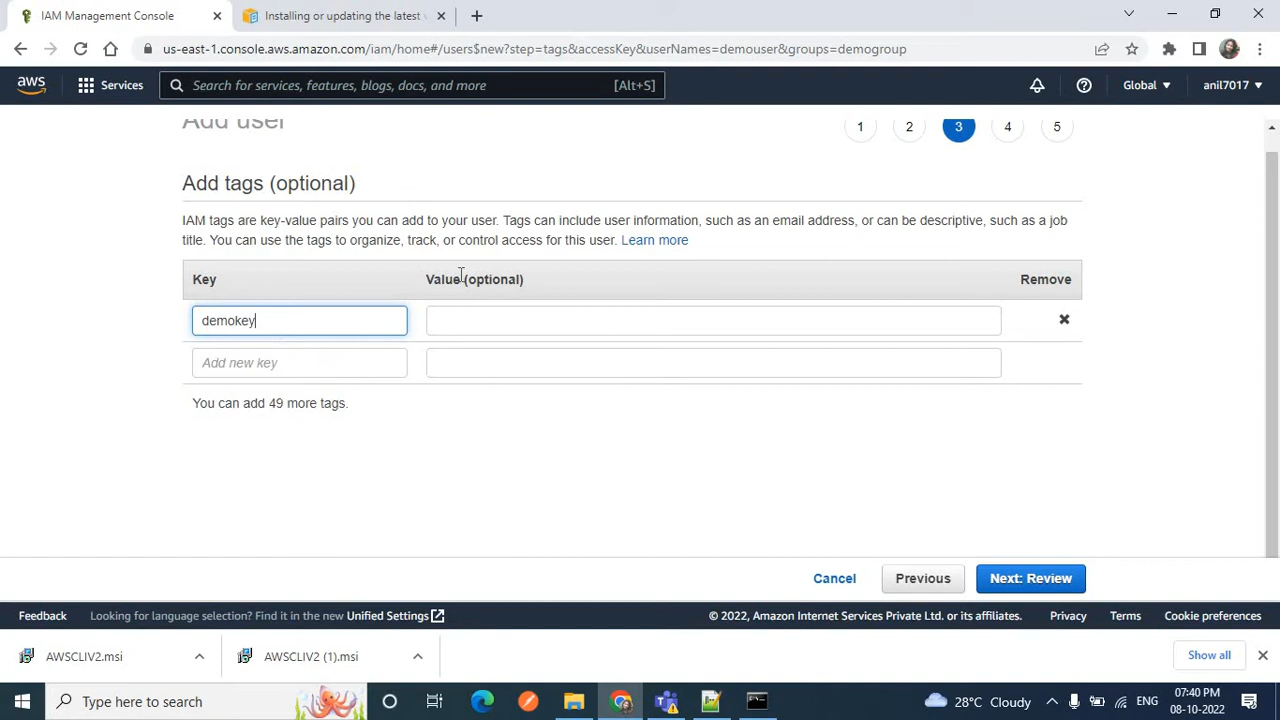 IAM Management Console
Installing or updating the latest v
us-east-1.console.aws.amazon.com/iam/home#/users$new?step=tags&accessKey&userNames=demouser&groups=demogroup
aws
Services
Search for services, features, blogs, docs, and more
[Alt+S]
Global
anil7017
Add user
1
2
3
4
5
Add tags (optional)
IAM tags are key-value pairs you can add to your user. Tags can include user information, such as an email address, or can be descriptive, such as a job
title. You can use the tags to organize, track, or control access for this user. Learn more
Key
Value (optional)
Remove
demokey
Add new key
You can add 49 more tags.
Cancel
Previous
Next: Review
Feedback
Looking for language selection? Find it in the new Unified Settings
© 2022, Amazon Internet Services Private Ltd. or its affiliates.
Privacy
Terms
Cookie preferences
AWSCLIV2.msi
AWSCLIV2 (1).msi
Show all
Type here to search
28°C Cloudy
ENG
07:40 PM
08-10-2022